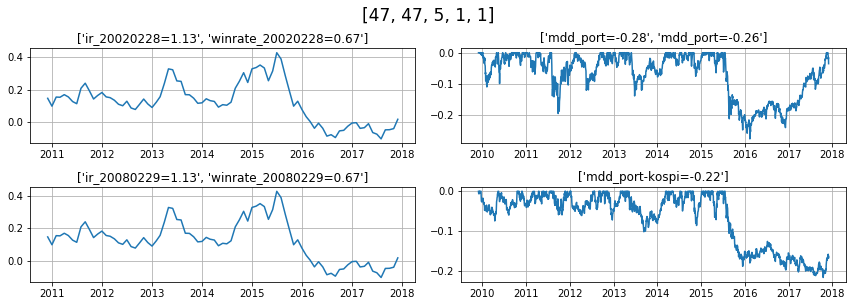 [47, 47, 5, 1, 1]
['ir_20020228=1.13', 'winrate_20020228=0.67']
0.4
0.2
0.0
2011 2012 2013 2014 2015 2016 2017 2018
['mdd_port=-0.28', 'mdd_port=-0.26']
0.0
−0.1
−0.2
2010 2011 2012 2013 2014 2015 2016 2017 2018
['ir_20080229=1.13', 'winrate_20080229=0.67']
0.4
0.2
0.0
2011 2012 2013 2014 2015 2016 2017 2018
['mdd_port-kospi=-0.22']
0.0
−0.1
−0.2
2010 2011 2012 2013 2014 2015 2016 2017 2018